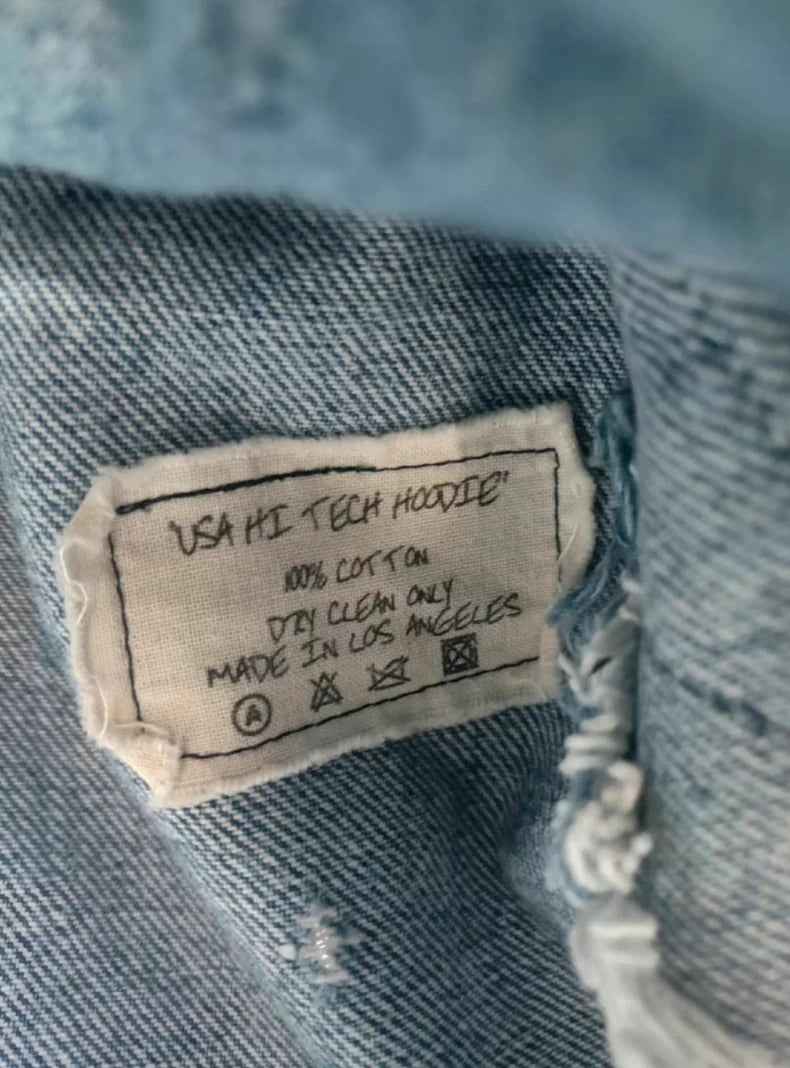 "USA HI TECH HOODIE"
100% COTTON
DRY CLEAN ONLY
MADE IN LOS ANGELES
A